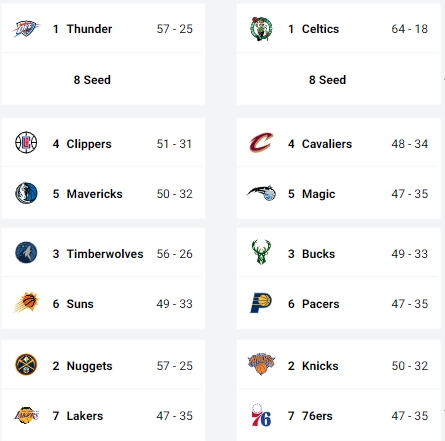 1 Thunder 57 - 25
8 Seed
4 Clippers 51 - 31
5 Mavericks 50 - 32
3 Timberwolves 56 - 26
6 Suns 49 - 33
2 Nuggets 57 - 25
LAKERS
7 Lakers 47 - 35
1 Celtics 64 - 18
8 Seed
4 Cavaliers 48 - 34
5 Magic 47 - 35
3 Bucks 49 - 33
6 Pacers 47 - 35
2 Knicks 50 - 32
76
7 76ers 47 - 35